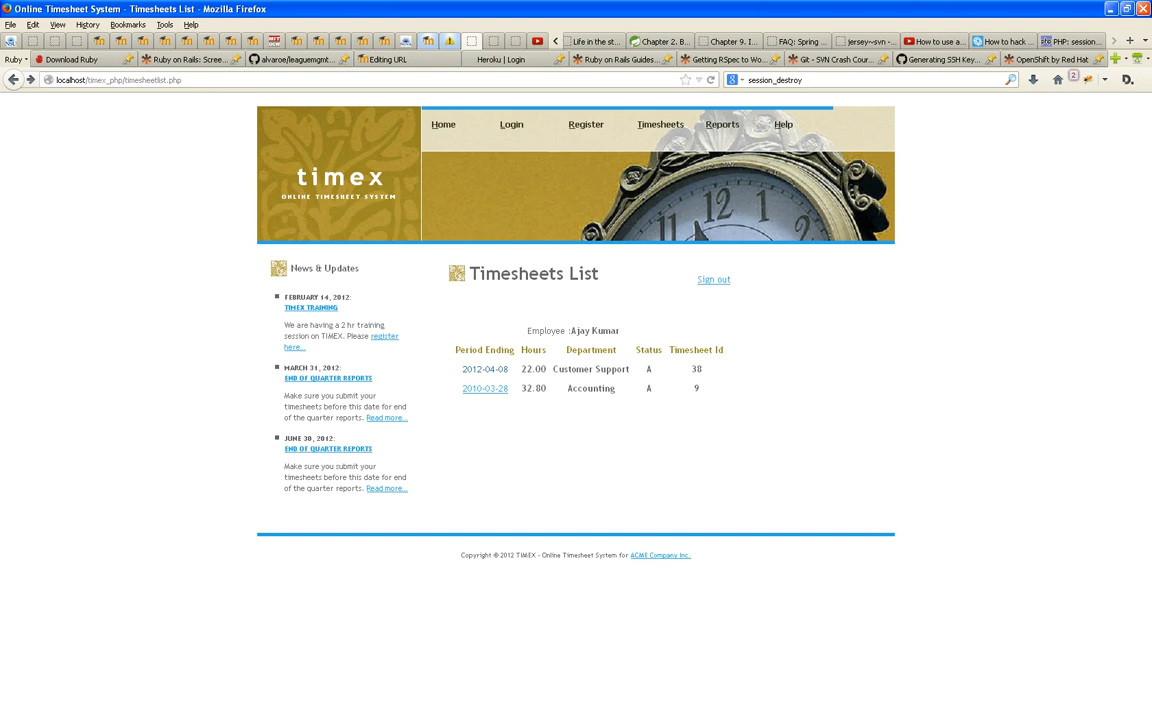 Online Timesheet System - Timesheets List - Mozilla Firefox
File Edit View History Bookmarks Tools Help
Life in the st... Chapter 2. B... Chapter 9. I... FAQ: Spring ... jersey~svn -... How to use a... How to hack ... PHP: session...
Ruby Download Ruby Ruby on Rails: Scree... alvaroe/leaguemgmt... Editing URL Heroku | Login Ruby on Rails Guides... Getting RSpec to Wo... Git - SVN Crash Cour... Generating SSH Key... OpenShift by Red Hat
localhost/timex_php/timesheetlist.php session_destroy 2 D.
Home Login Register Timesheets Reports Help
timex
ONLINE TIMESHEET SYSTEM
11 12 1
News & Updates
FEBRUARY 14, 2012:
TIMEX TRAINING
We are having a 2 hr training
session on TIMEX. Please register
here...
MARCH 31, 2012:
END OF QUARTER REPORTS
Make sure you submit your
timesheets before this date for end
of the quarter reports. Read more...
JUNE 30, 2012:
END OF QUARTER REPORTS
Make sure you submit your
timesheets before this date for end
of the quarter reports. Read more...
Timesheets List
Sign out
Employee :Ajay Kumar
Period Ending Hours Department Status Timesheet Id
2012-04-08 22.00 Customer Support A 38
2010-03-28 32.80 Accounting A 9
Copyright © 2012 TIMEX - Online Timesheet System for ACME Company Inc.